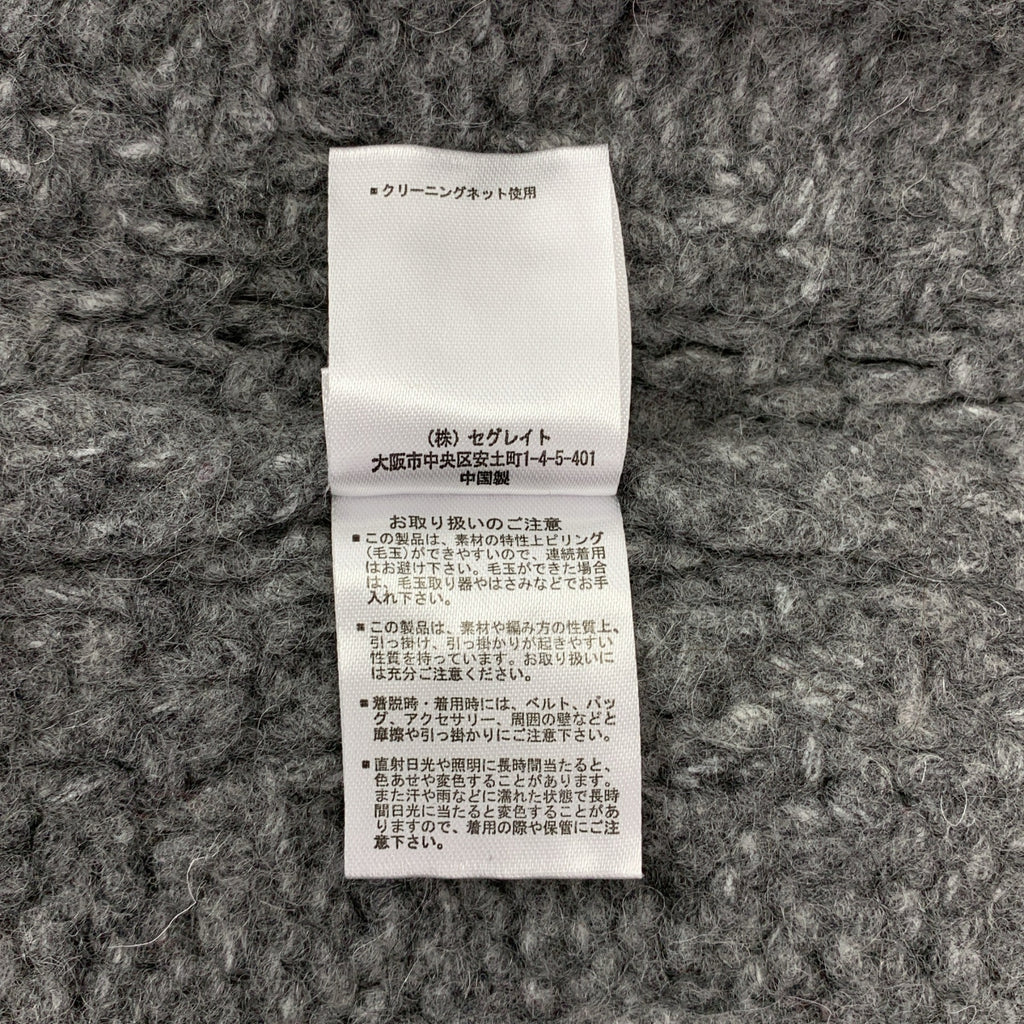 ■クリーニングネット使用
（株）セグレイト
大阪市中央区安土町1-4-5-401
中国製
お取り扱いのご注意
■この製品は、素材の特性上ピリング
（毛玉）ができやすいので、連続着用
はお避け下さい。毛玉ができた場合
は、毛玉取り器やはさみなどでお手
入れ下さい。
■この製品は、素材や編み方の性質上、
引っ掛け、引っ掛かりが起きやすい
性質を持っています。お取り扱いに
は充分ご注意ください。
■着脱時・着用時には、ベルト、バッ
グ、アクセサリー、周囲の壁などと
摩擦や引っ掛かりにご注意下さい。
■直射日光や照明に長時間当たると、
色あせや変色することがあります。
また汗や雨などに濡れた状態で長時
間日光に当たると変色することがあ
りますので、着用の際や保管にご注
意下さい。